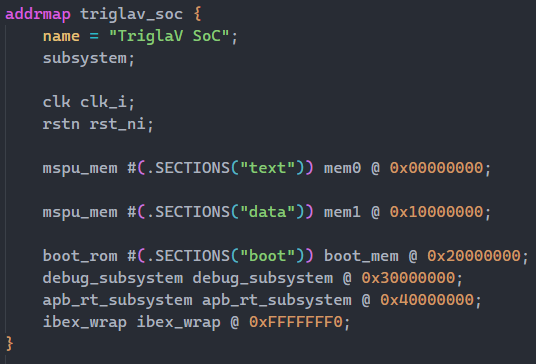 addrmap triglav_soc {
    name = "TriglaV SoC";
    subsystem;

    clk clk_i;
    rstn rst_ni;

    mspu_mem #(.SECTIONS("text")) mem0 @ 0x00000000;

    mspu_mem #(.SECTIONS("data")) mem1 @ 0x10000000;

    boot_rom #(.SECTIONS("boot")) boot_mem @ 0x20000000;
    debug_subsystem debug_subsystem @ 0x30000000;
    apb_rt_subsystem apb_rt_subsystem @ 0x40000000;
    ibex_wrap ibex_wrap @ 0xFFFFFFF0;
}